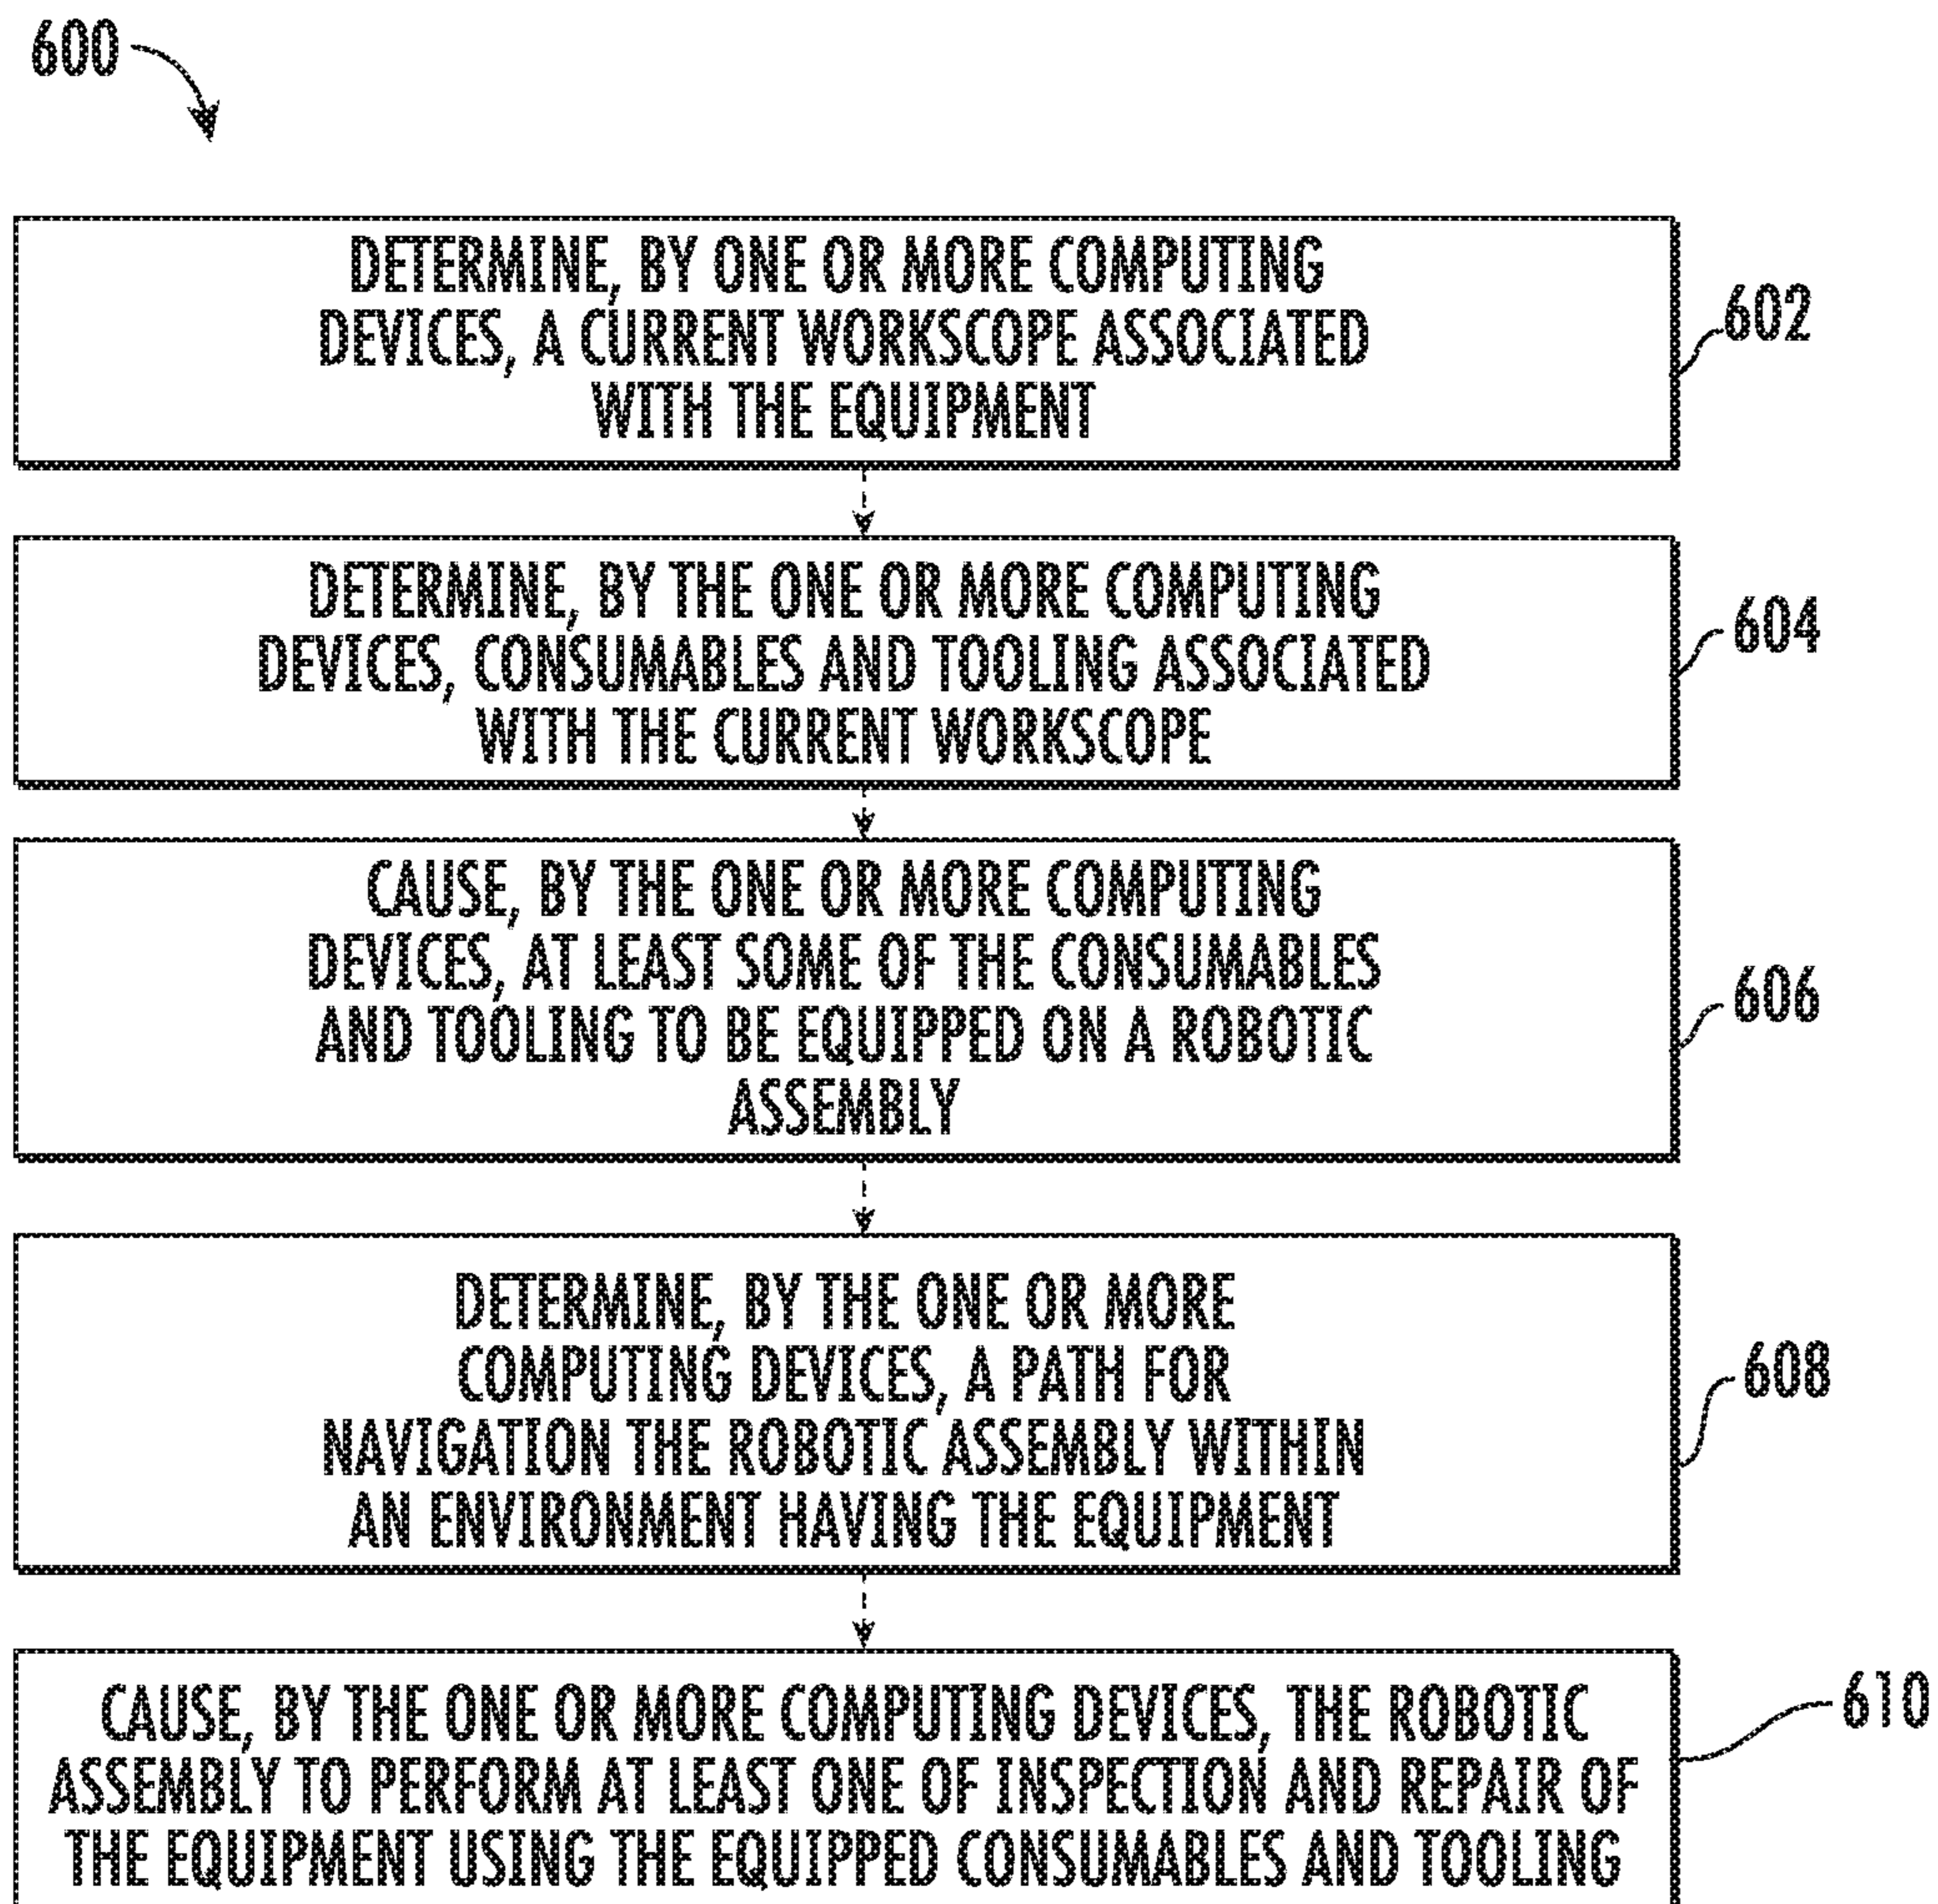 600
DETERMINE, BY ONE OR MORE COMPUTING
DEVICES, A CURRENT WORKSCOPE ASSOCIATED
WITH THE EQUIPMENT
602
DETERMINE, BY THE ONE OR MORE COMPUTING
DEVICES, CONSUMABLES AND TOOLING ASSOCIATED
WITH THE CURRENT WORKSCOPE
604
CAUSE, BY THE ONE OR MORE COMPUTING
DEVICES, AT LEAST SOME OF THE CONSUMABLES
AND TOOLING TO BE EQUIPPED ON A ROBOTIC
ASSEMBLY
606
DETERMINE, BY THE ONE OR MORE
COMPUTING DEVICES, A PATH FOR
NAVIGATION THE ROBOTIC ASSEMBLY WITHIN
AN ENVIRONMENT HAVING THE EQUIPMENT
608
CAUSE, BY THE ONE OR MORE COMPUTING DEVICES, THE ROBOTIC
ASSEMBLY TO PERFORM AT LEAST ONE OF INSPECTION AND REPAIR OF
THE EQUIPMENT USING THE EQUIPPED CONSUMABLES AND TOOLING
610